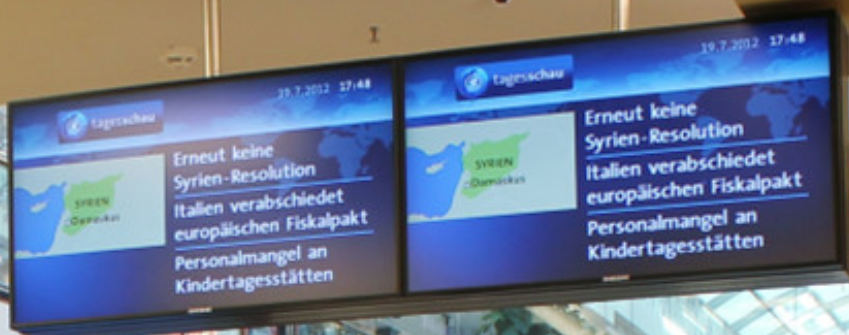 tagesschau
19.7.2012 17:48
SYRIEN
Damaskus
Erneut keine
Syrien-Resolution
Italien verabschiedet
europäischen Fiskalpakt
Personalmangel an
Kindertagesstätten
tagesschau
19.7.2012 17:48
SYRIEN
Damaskus
Erneut keine
Syrien-Resolution
Italien verabschiedet
europäischen Fiskalpakt
Personalmangel an
Kindertagesstätten